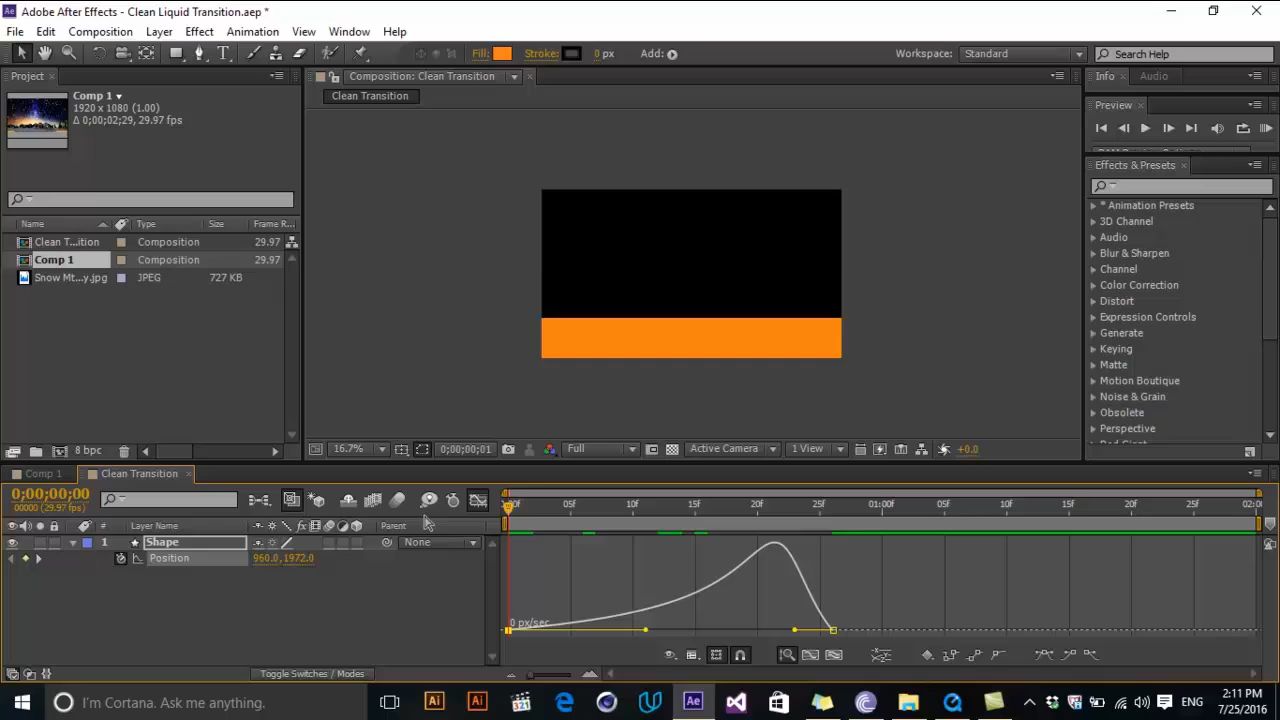 Ae Adobe After Effects - Clean Liquid Transition.aep *
File Edit Composition Layer Effect Animation View Window Help
T Fill: Stroke: 0 px Add: Workspace: Standard Search Help
Project Composition: Clean Transition Info Audio
Comp 1
1920 x 1080 (1.00)
Δ 0;00;02;29, 29.97 fps
Clean Transition
Preview
Effects & Presets
Name Type Size Frame R...
Clean T...ition Composition 29.97
Comp 1 Composition 29.97
Snow Mt...y.jpg JPEG 727 KB
* Animation Presets
3D Channel
Audio
Blur & Sharpen
Channel
Color Correction
Distort
Expression Controls
Generate
Keying
Matte
Motion Boutique
Noise & Grain
Obsolete
Perspective
8 bpc 16.7% 0;00;00;01 Full Active Camera 1 View +0.0
Comp 1 Clean Transition
0;00;00;00
00000 (29.97 fps)
05F 10F 15F 20F 25F 01:00F 05F 10F 15F 20F 25F 02:0
# Layer Name fx Parent
1 Shape None
Position 960.0,1972.0
0 px/sec
Toggle Switches / Modes
I'm Cortana. Ask me anything. Ai Ai 321 Ae ENG 2:11 PM
7/25/2016